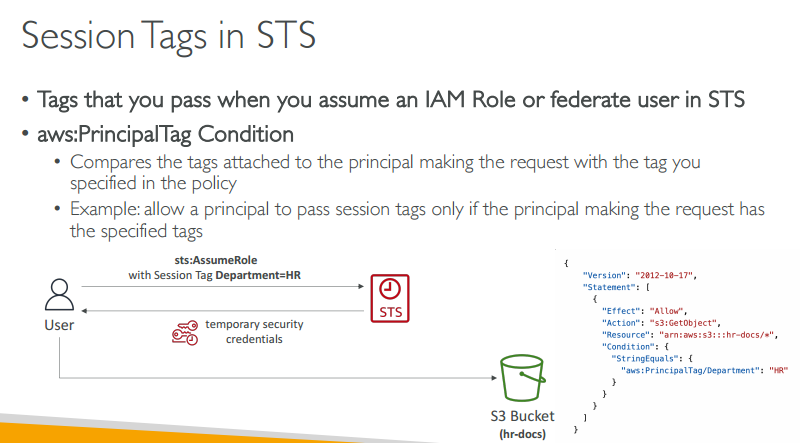 Session Tags in STS
• Tags that you pass when you assume an IAM Role or federate user in STS
• aws:PrincipalTag Condition
• Compares the tags attached to the principal making the request with the tag you
specified in the policy
• Example: allow a principal to pass session tags only if the principal making the request has
the specified tags
sts:AssumeRole
with Session Tag Department=HR
User
STS
temporary security
credentials
S3 Bucket
(hr-docs)
{
"Version": "2012-10-17",
"Statement": [
{
"Effect": "Allow",
"Action": "s3:GetObject",
"Resource": "arn:aws:s3:::hr-docs/*",
"Condition": {
"StringEquals": {
"aws:PrincipalTag/Department": "HR"
}
}
}
]
}